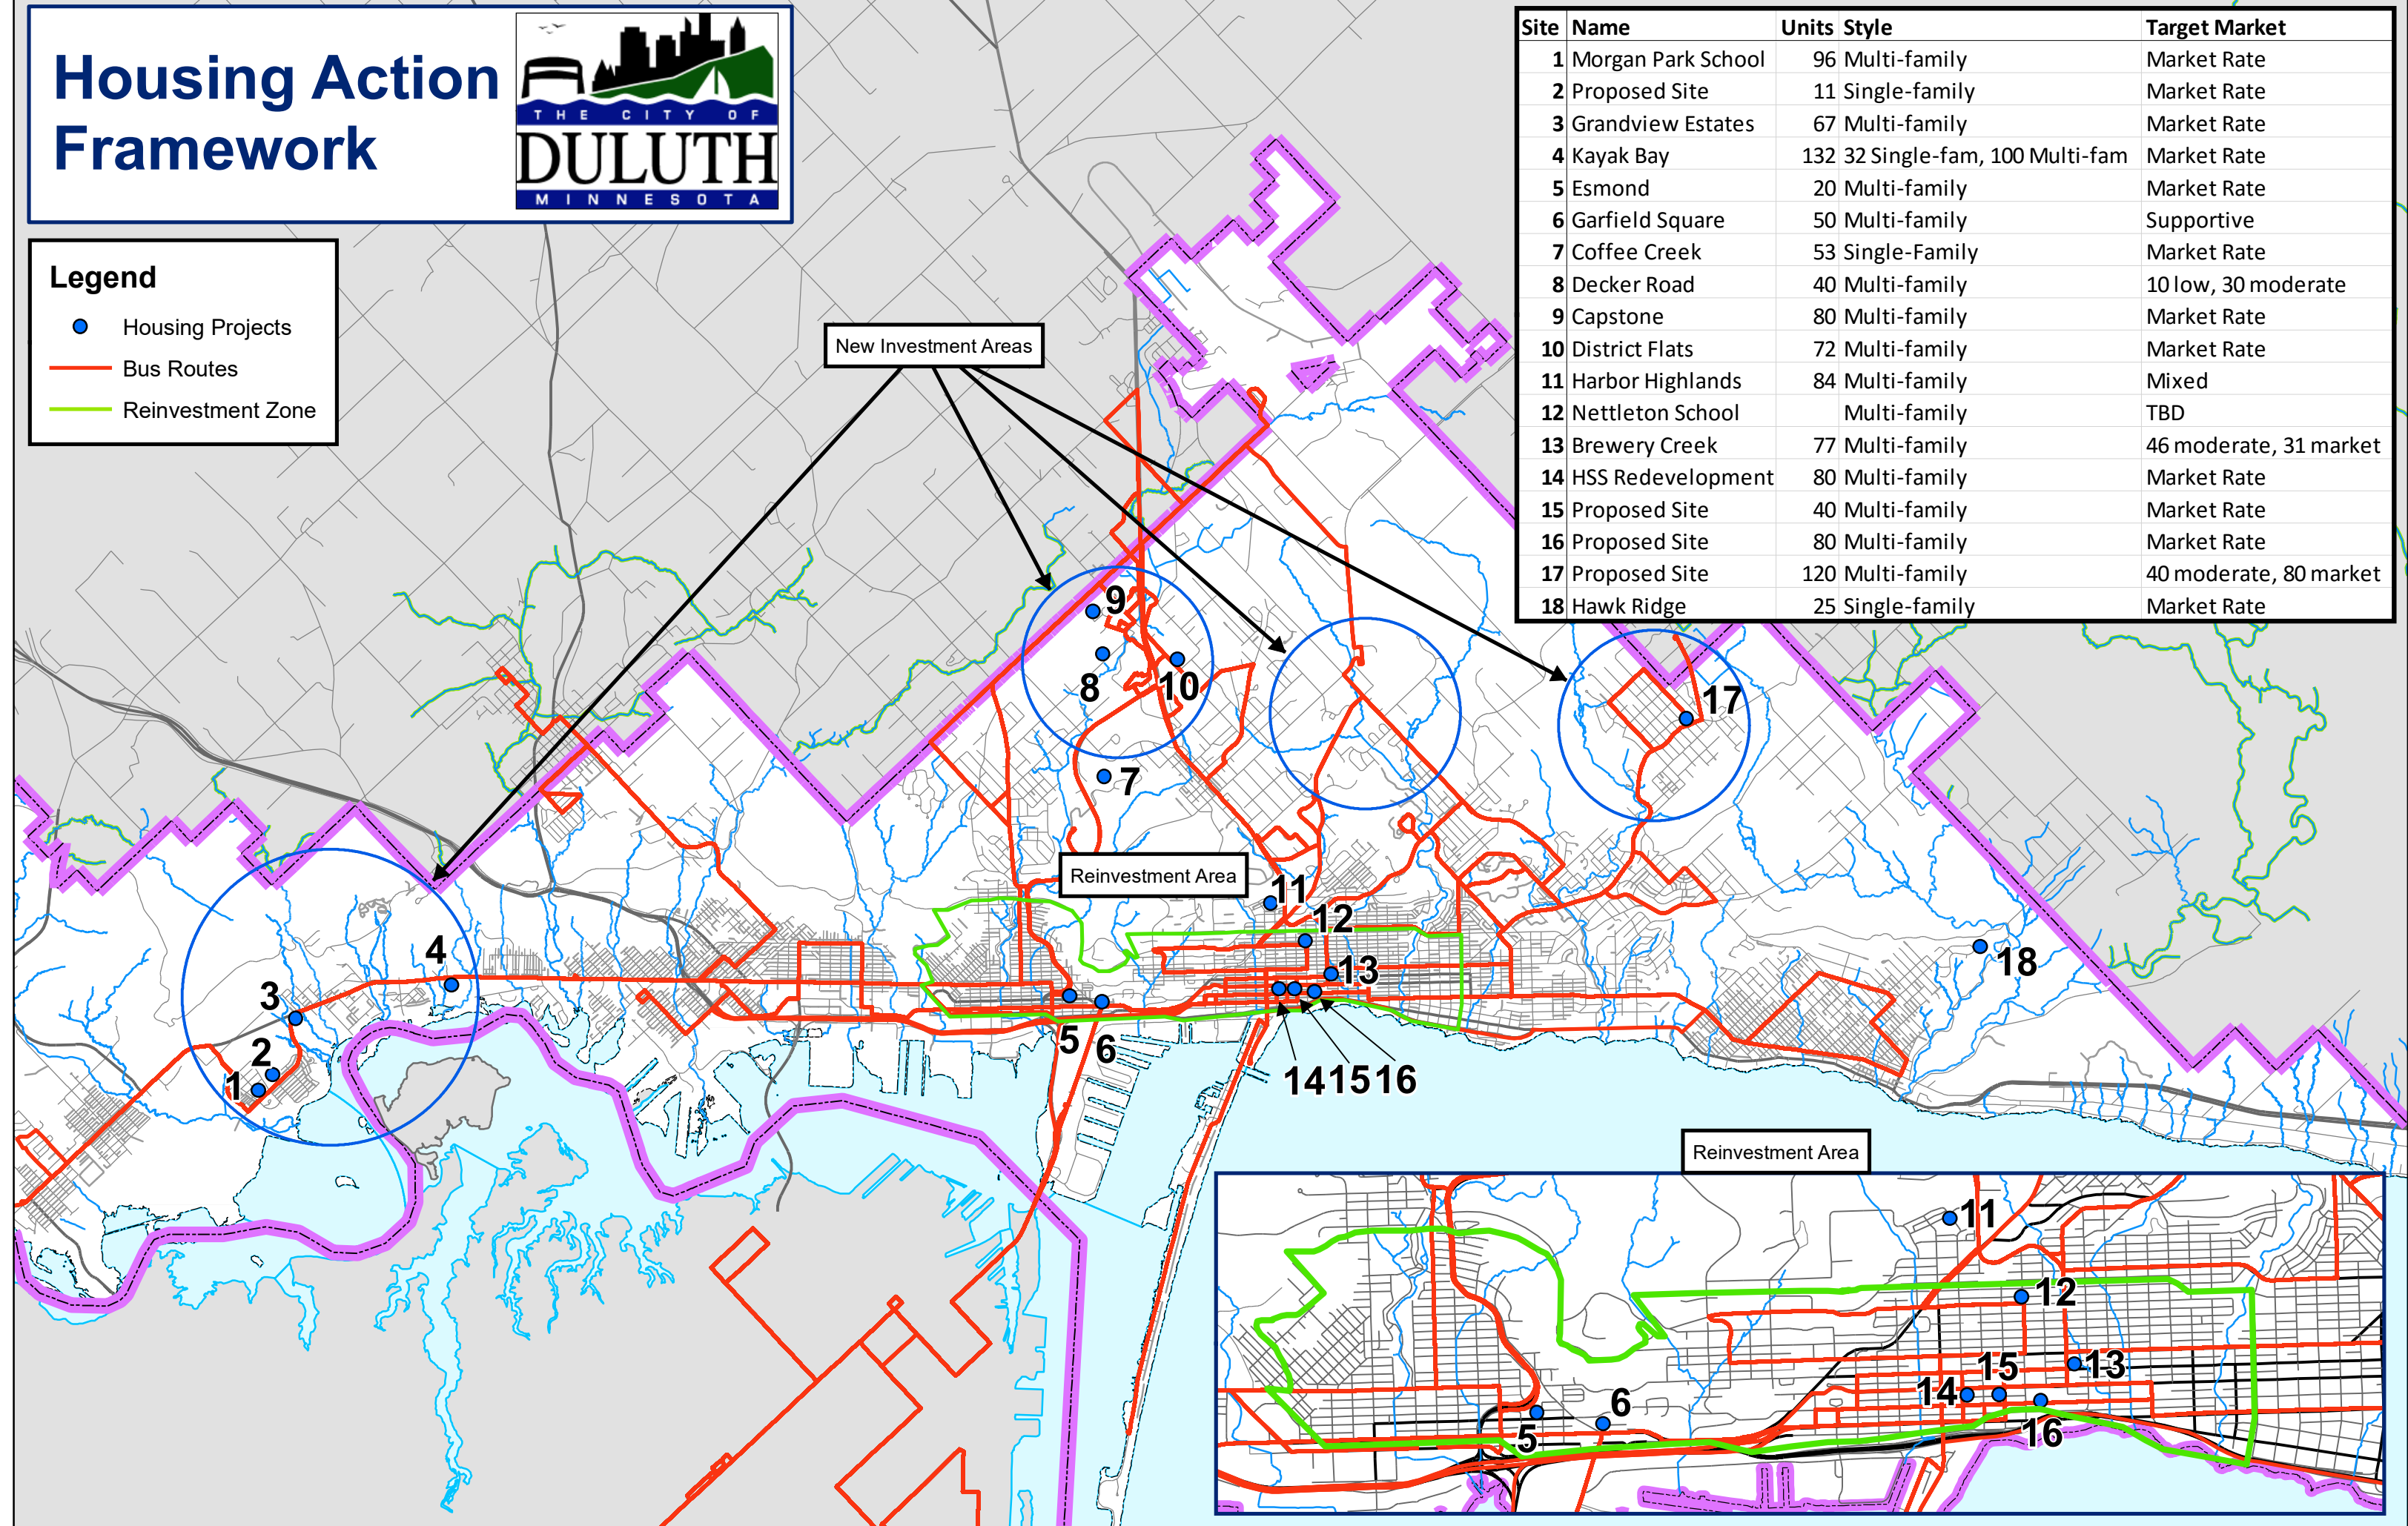 Housing Action
Framework
THE CITY OF
DULUTH
MINNESOTA
Legend
Housing Projects
Bus Routes
Reinvestment Zone
Site Name Units Style Target Market
1 Morgan Park School 96 Multi-family Market Rate
2 Proposed Site 11 Single-family Market Rate
3 Grandview Estates 67 Multi-family Market Rate
4 Kayak Bay 132 32 Single-fam, 100 Multi-fam Market Rate
5 Esmond 20 Multi-family Market Rate
6 Garfield Square 50 Multi-family Supportive
7 Coffee Creek 53 Single-Family Market Rate
8 Decker Road 40 Multi-family 10 low, 30 moderate
9 Capstone 80 Multi-family Market Rate
10 District Flats 72 Multi-family Market Rate
11 Harbor Highlands 84 Multi-family Mixed
12 Nettleton School Multi-family TBD
13 Brewery Creek 77 Multi-family 46 moderate, 31 market
14 HSS Redevelopment 80 Multi-family Market Rate
15 Proposed Site 40 Multi-family Market Rate
16 Proposed Site 80 Multi-family Market Rate
17 Proposed Site 120 Multi-family 40 moderate, 80 market
18 Hawk Ridge 25 Single-family Market Rate
New Investment Areas
9
8
10
17
7
Reinvestment Area
11
12
4
13
18
3
5
6
2
1
14
15
16
Reinvestment Area
11
12
13
15
14
6
5
16